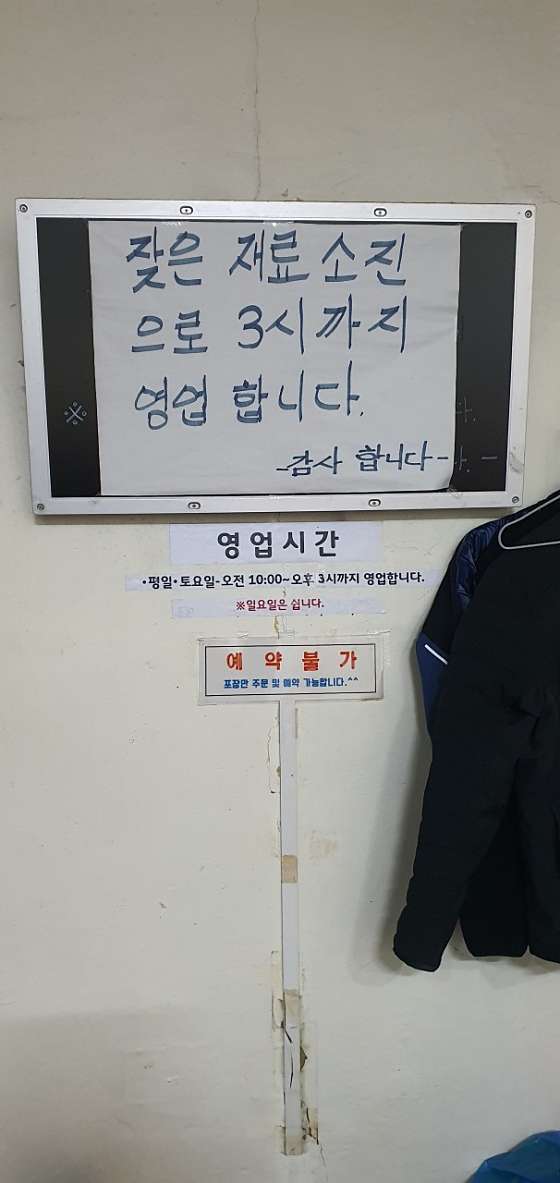 잦은 재료 소진
으로 3시까지
영업 합니다.
※
-감사 합니다-
영업시간
•평일•토요일-오전 10:00~오후 3시까지 영업합니다.
※일요일은 쉽니다.
예 약 불 가
포장만 주문 및 예약 가능합니다.^^